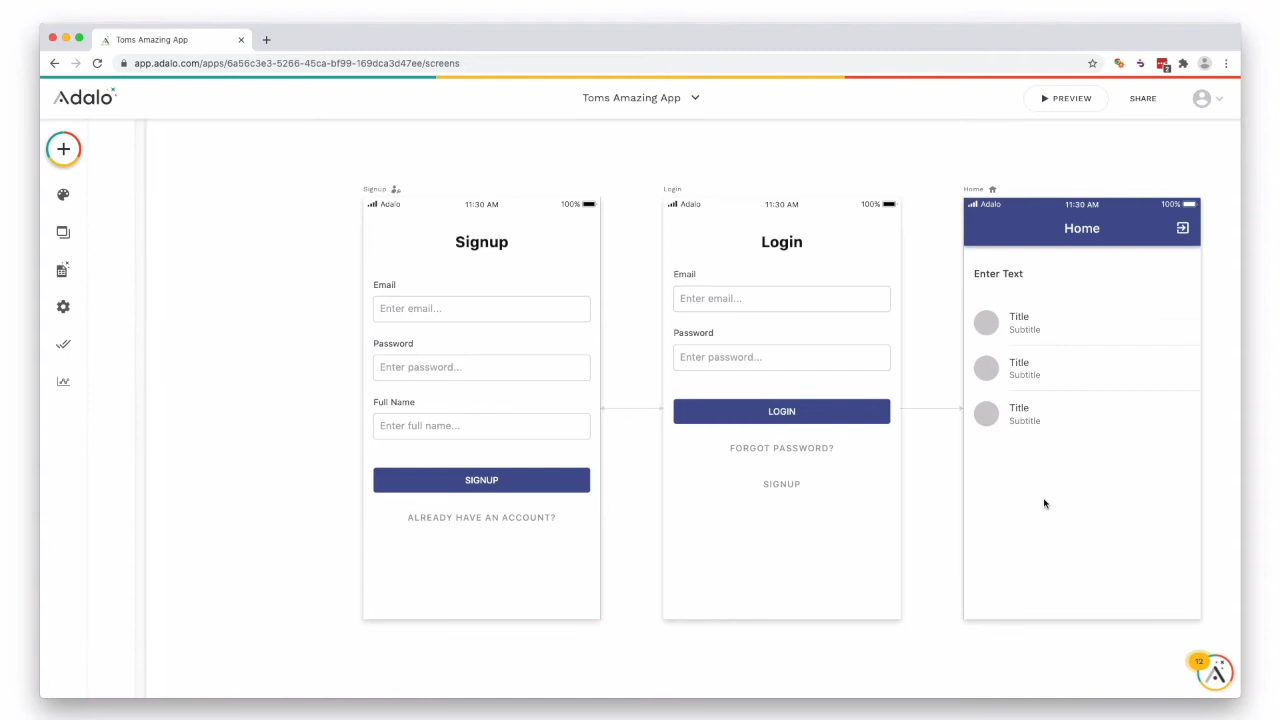 Toms Amazing App
app.adalo.com/apps/6a56c3e3-5266-45ca-bf99-169dca3d47ee/screens
2
Adalo
Toms Amazing App
PREVIEW
SHARE
Signup
Adalo 11:30 AM 100%
Signup
Email
Enter email...
Password
Enter password...
Full Name
Enter full name...
SIGNUP
ALREADY HAVE AN ACCOUNT?
Login
Adalo 11:30 AM 100%
Login
Email
Enter email...
Password
Enter password...
LOGIN
FORGOT PASSWORD?
SIGNUP
Home
Adalo 11:30 AM 100%
Home
Enter Text
Title
Subtitle
Title
Subtitle
Title
Subtitle
12